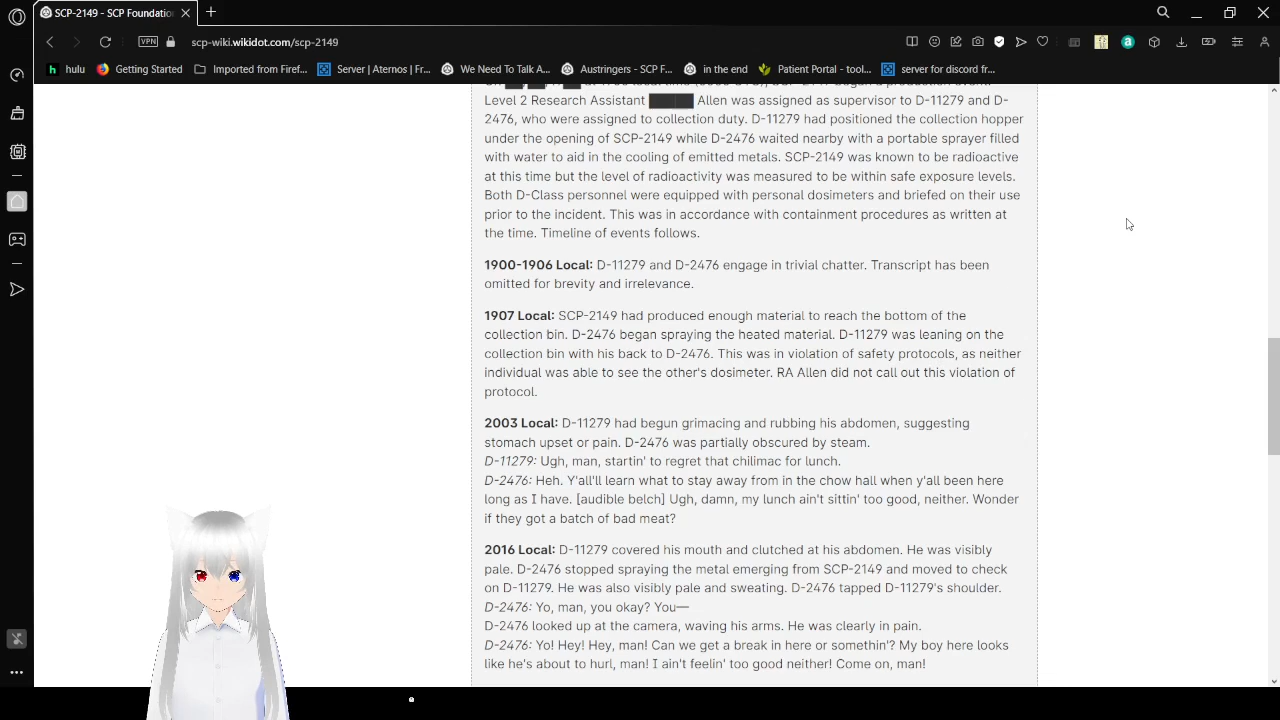 SCP-2149 - SCP Foundatio
VPN
scp-wiki.wikidot.com/scp-2149
hulu
Getting Started
Imported from Firef...
Server | Aternos | Fr...
We Need To Talk A...
Austringers - SCP F...
in the end
Patient Portal - tool...
server for discord fr...
Level 2 Research Assistant █████ Allen was assigned as supervisor to D-11279 and D-
2476, who were assigned to collection duty. D-11279 had positioned the collection hopper
under the opening of SCP-2149 while D-2476 waited nearby with a portable sprayer filled
with water to aid in the cooling of emitted metals. SCP-2149 was known to be radioactive
at this time but the level of radioactivity was measured to be within safe exposure levels.
Both D-Class personnel were equipped with personal dosimeters and briefed on their use
prior to the incident. This was in accordance with containment procedures as written at
the time. Timeline of events follows.
1900-1906 Local: D-11279 and D-2476 engage in trivial chatter. Transcript has been
omitted for brevity and irrelevance.
1907 Local: SCP-2149 had produced enough material to reach the bottom of the
collection bin. D-2476 began spraying the heated material. D-11279 was leaning on the
collection bin with his back to D-2476. This was in violation of safety protocols, as neither
individual was able to see the other's dosimeter. RA Allen did not call out this violation of
protocol.
2003 Local: D-11279 had begun grimacing and rubbing his abdomen, suggesting
stomach upset or pain. D-2476 was partially obscured by steam.
D-11279: Ugh, man, startin' to regret that chilimac for lunch.
D-2476: Heh. Y'all'll learn what to stay away from in the chow hall when y'all been here
long as I have. [audible belch] Ugh, damn, my lunch ain't sittin' too good, neither. Wonder
if they got a batch of bad meat?
2016 Local: D-11279 covered his mouth and clutched at his abdomen. He was visibly
pale. D-2476 stopped spraying the metal emerging from SCP-2149 and moved to check
on D-11279. He was also visibly pale and sweating. D-2476 tapped D-11279's shoulder.
D-2476: Yo, man, you okay? You—
D-2476 looked up at the camera, waving his arms. He was clearly in pain.
D-2476: Yo! Hey! Hey, man! Can we get a break in here or somethin'? My boy here looks
like he's about to hurl, man! I ain't feelin' too good neither! Come on, man!